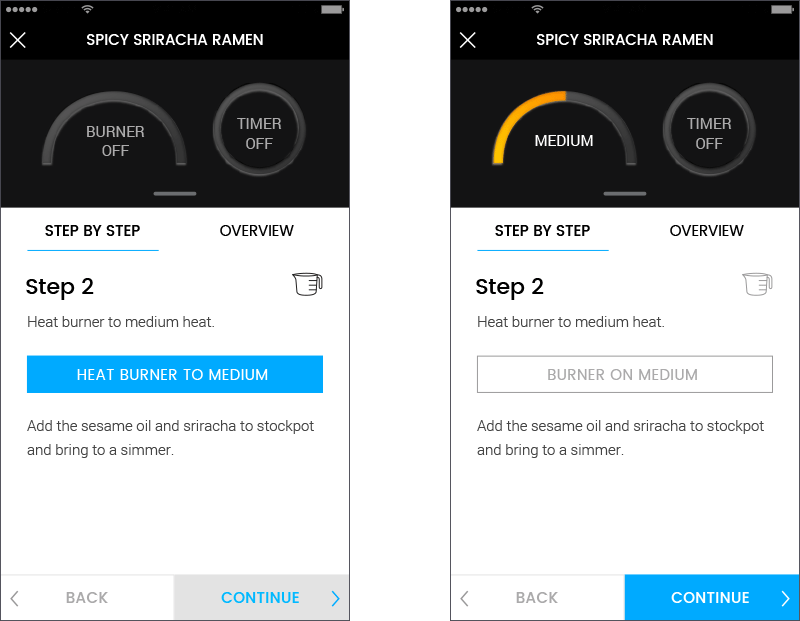 SPICY SRIRACHA RAMEN
BURNER
OFF
TIMER
OFF
STEP BY STEP
OVERVIEW
Step 2
Heat burner to medium heat.
HEAT BURNER TO MEDIUM
Add the sesame oil and sriracha to stockpot
and bring to a simmer.
BACK
CONTINUE
SPICY SRIRACHA RAMEN
MEDIUM
TIMER
OFF
STEP BY STEP
OVERVIEW
Step 2
Heat burner to medium heat.
BURNER ON MEDIUM
Add the sesame oil and sriracha to stockpot
and bring to a simmer.
BACK
CONTINUE